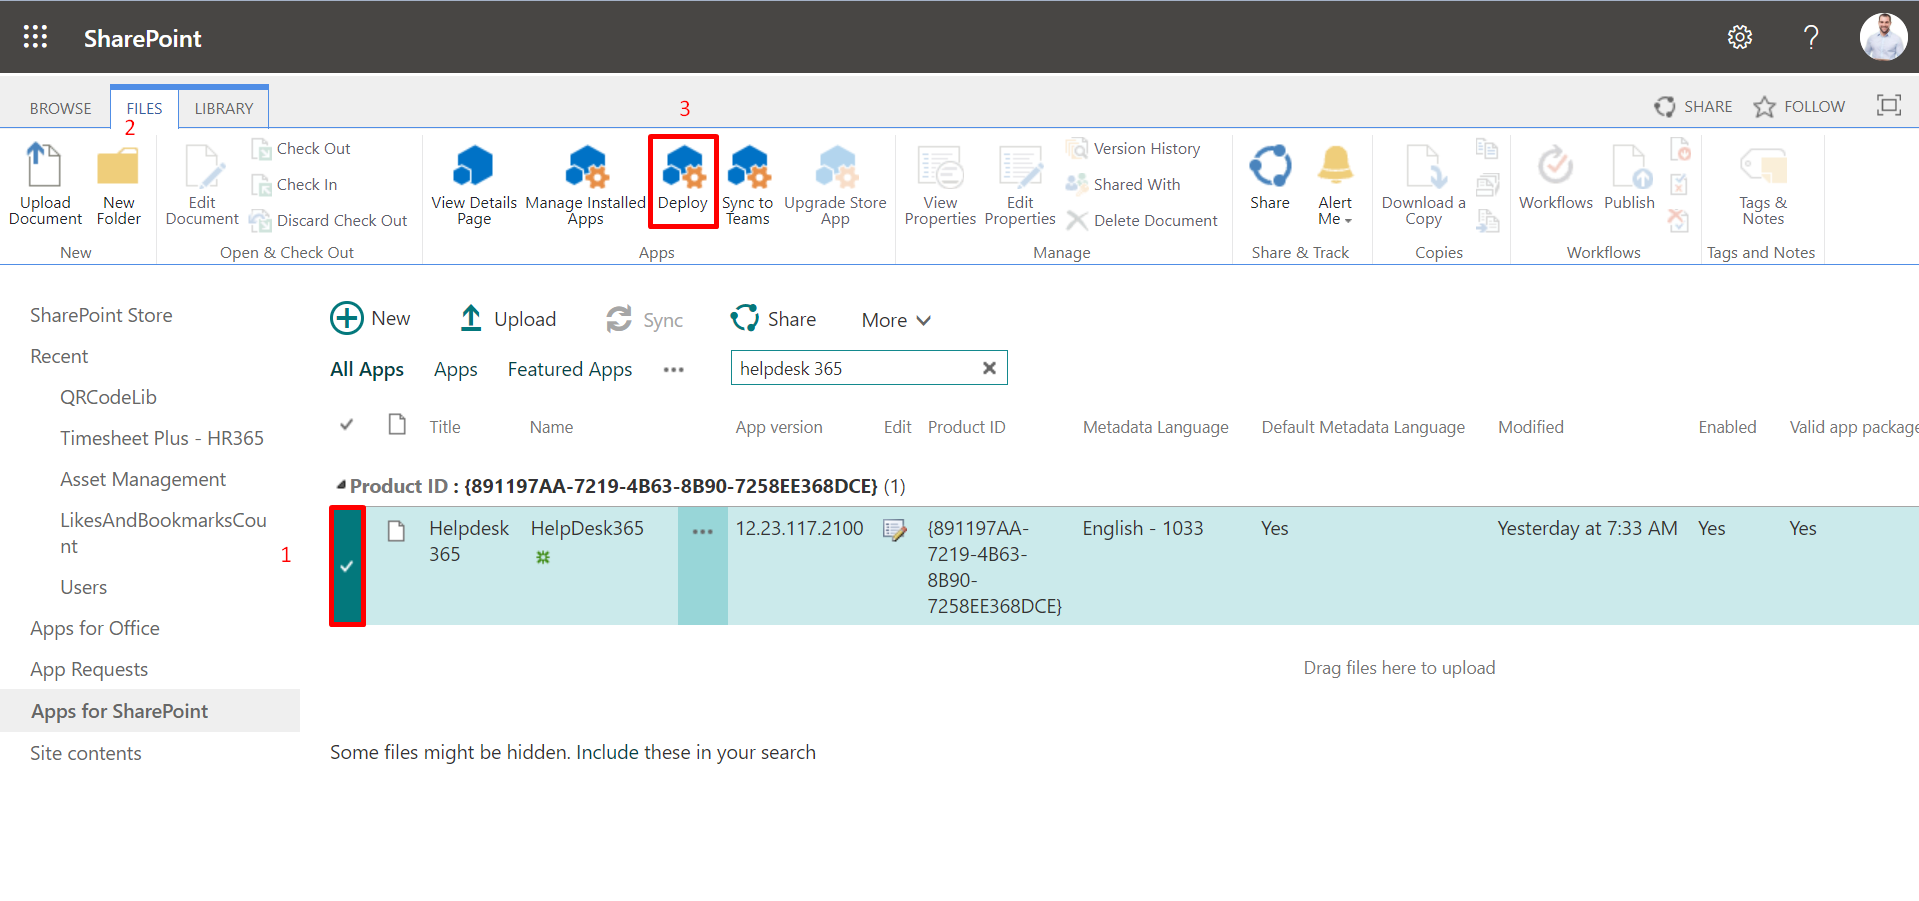 SharePoint
?
BROWSE
FILES
LIBRARY
3
SHARE
FOLLOW
2
Upload
Document
New
Folder
New
Edit
Document
Check Out
Check In
Discard Check Out
Open & Check Out
View Details
Page
Manage Installed
Apps
Deploy
Sync to
Teams
Upgrade Store
App
Apps
View
Properties
Edit
Properties
Version History
Shared With
Delete Document
Manage
Share
Alert
Me
Share & Track
Download a
Copy
Copies
Workflows
Publish
Workflows
Tags &
Notes
Tags and Notes
SharePoint Store
Recent
QRCodeLib
Timesheet Plus - HR365
Asset Management
LikesAndBookmarksCou
nt
Users
Apps for Office
App Requests
Apps for SharePoint
Site contents
New
Upload
Sync
Share
More
All Apps
Apps
Featured Apps
helpdesk 365
Title
Name
App version
Edit
Product ID
Metadata Language
Default Metadata Language
Modified
Enabled
Valid app package
Product ID : {891197AA-7219-4B63-8B90-7258EE368DCE} (1)
1
Helpdesk
365
HelpDesk365
12.23.117.2100
{891197AA-
7219-4B63-
8B90-
7258EE368DCE}
English - 1033
Yes
Yesterday at 7:33 AM
Yes
Yes
Drag files here to upload
Some files might be hidden. Include these in your search